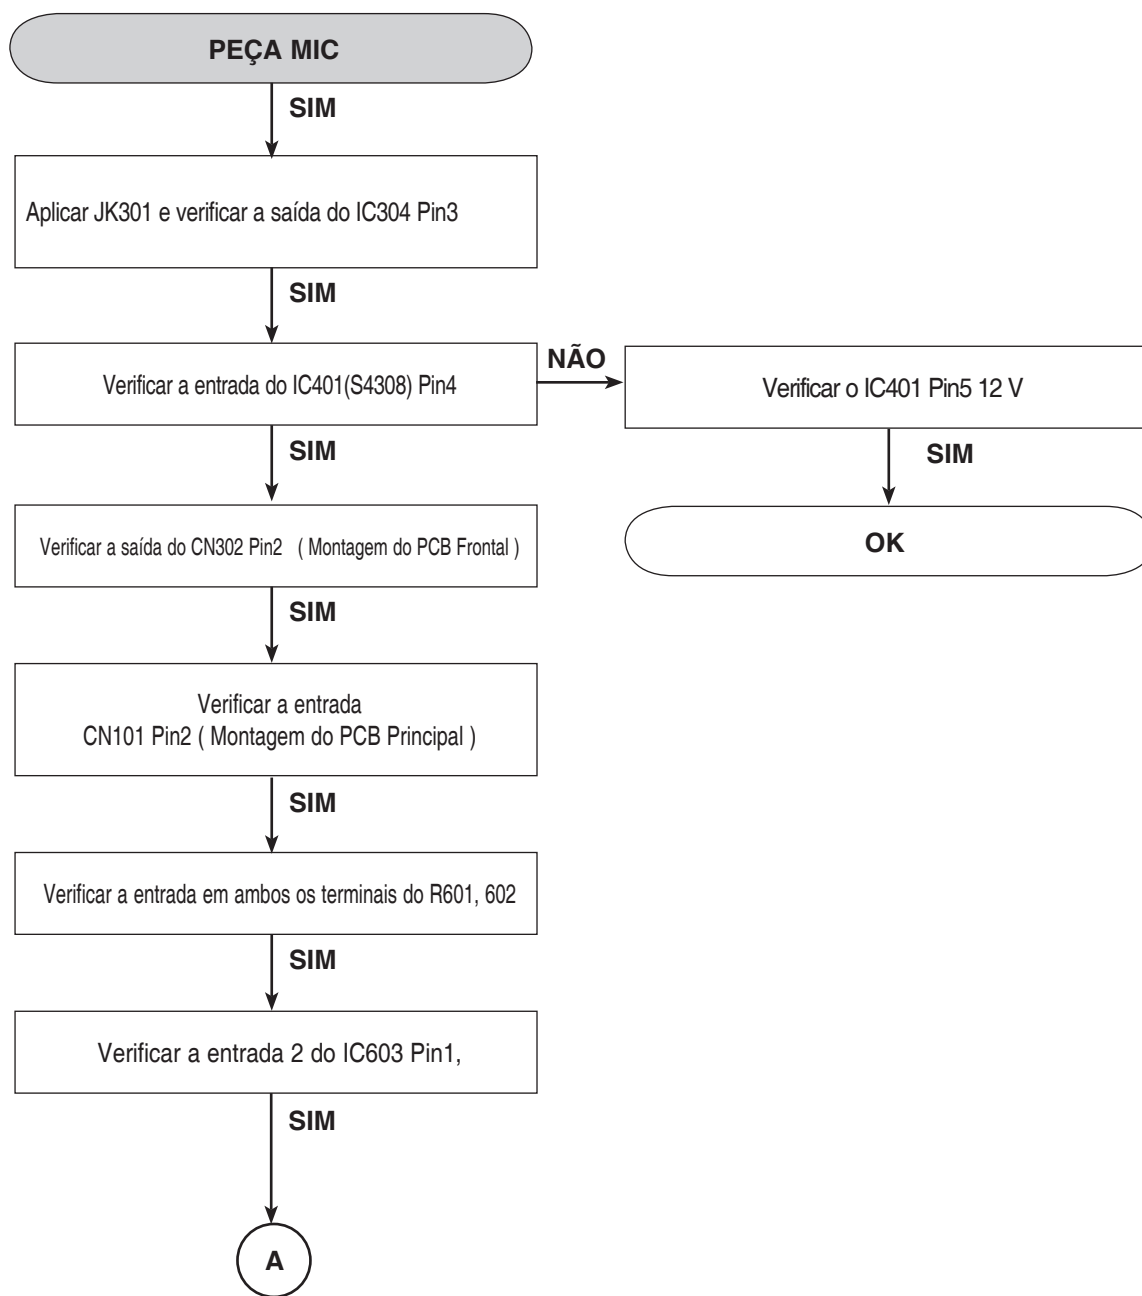 PEÇA MIC
SIM
Aplicar JK301 e verificar a saída do IC304 Pin3
SIM
Verificar a entrada do IC401(S4308) Pin4
NÃO
Verificar o IC401 Pin5 12 V
SIM
OK
SIM
Verificar a saída do CN302 Pin2 ( Montagem do PCB Frontal )
SIM
Verificar a entrada
CN101 Pin2 ( Montagem do PCB Principal )
SIM
Verificar a entrada em ambos os terminais do R601, 602
SIM
Verificar a entrada 2 do IC603 Pin1,
SIM
A